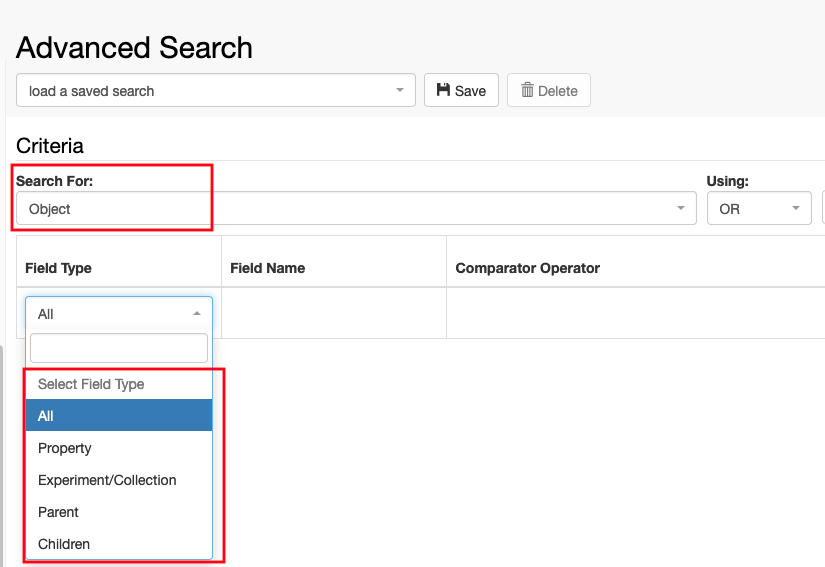 Advanced Search
load a saved search Save Delete
Criteria
Search For: Using:
Object OR
Field Type Field Name Comparator Operator
All
Select Field Type
All
Property
Experiment/Collection
Parent
Children